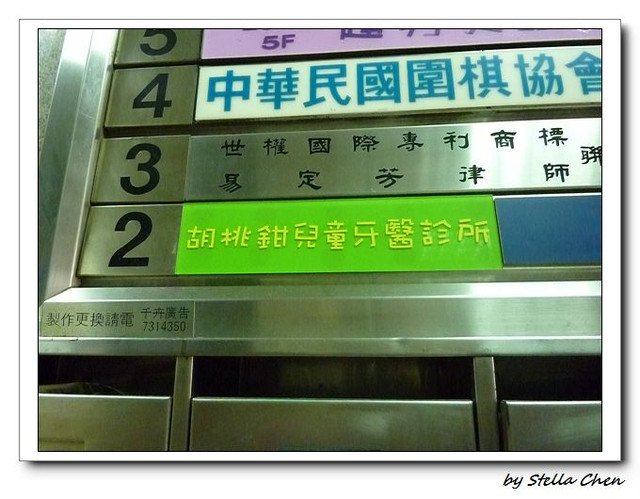 5
5F
4
中華民國圍棋協會
3
世權國際專利商標
聯
易定芳律師
2
胡桃鉗兒童牙醫診所
製作更換請電
千卉廣告
7314350
by Stella Chen